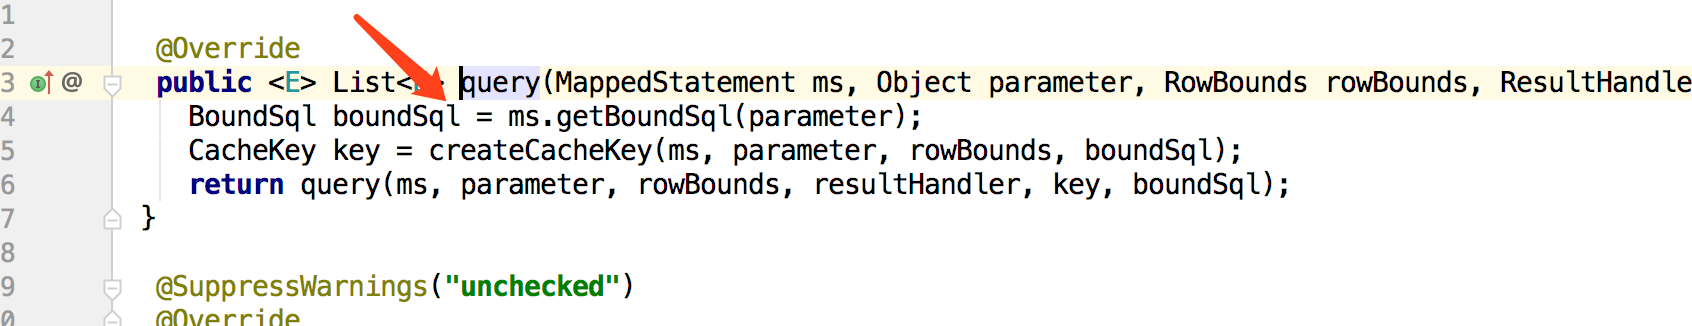 1
2 @Override
3 @ public <E> List<E> query(MappedStatement ms, Object parameter, RowBounds rowBounds, ResultHandle
4 BoundSql boundSql = ms.getBoundSql(parameter);
5 CacheKey key = createCacheKey(ms, parameter, rowBounds, boundSql);
6 return query(ms, parameter, rowBounds, resultHandler, key, boundSql);
7 }
8
9 @SuppressWarnings("unchecked")
0 @Override